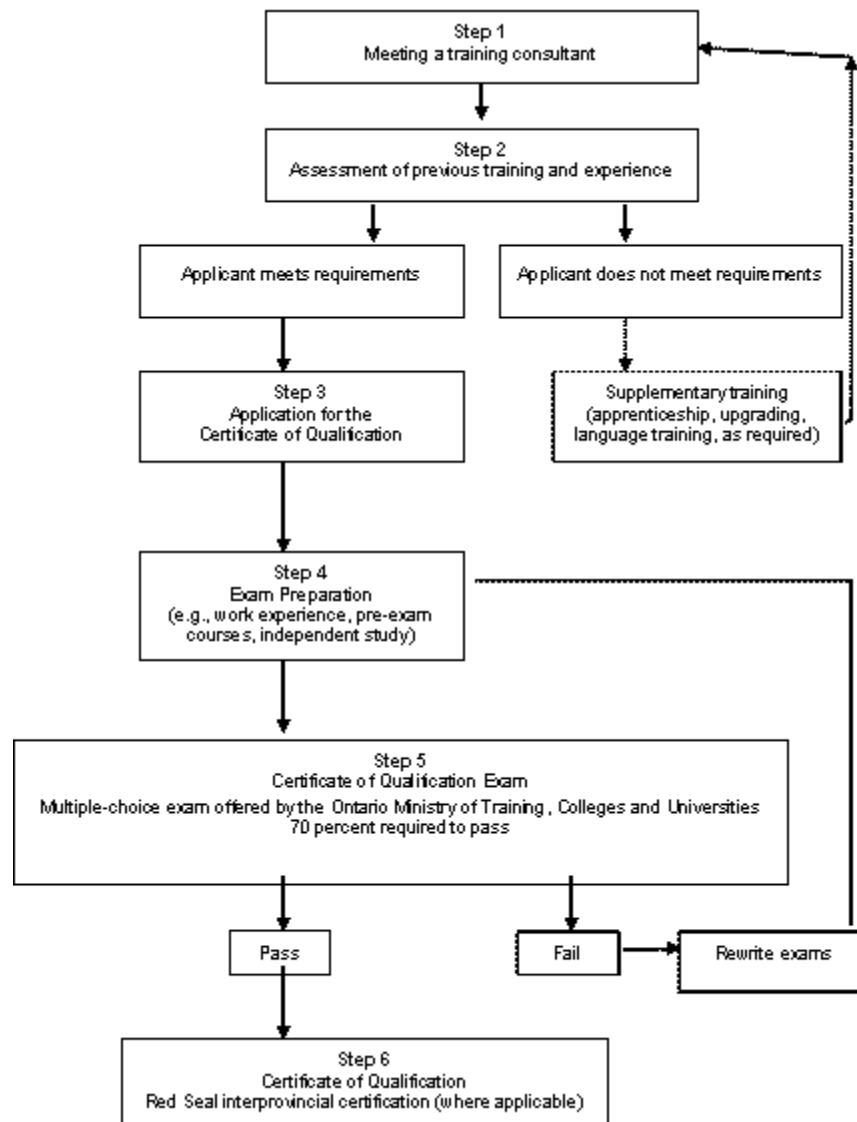 Step 1
Meeting a training consultant
Step 2
Assessment of previous training and experience
Applicant meets requirements
Applicant does not meet requirements
Step 3
Application for the
Certificate of Qualification
Supplementary training
(apprenticeship, upgrading,
language training, as required)
Step 4
Exam Preparation
(e.g., work experience, pre-exam
courses, independent study)
Step 5
Certificate of Qualification Exam
Multiple-choice exam offered by the Ontario Ministry of Training, Colleges and Universities
70 percent required to pass
Pass
Fail
Rewrite exams
Step 6
Certificate of Qualification
Red Seal interprovincial certification (where applicable)